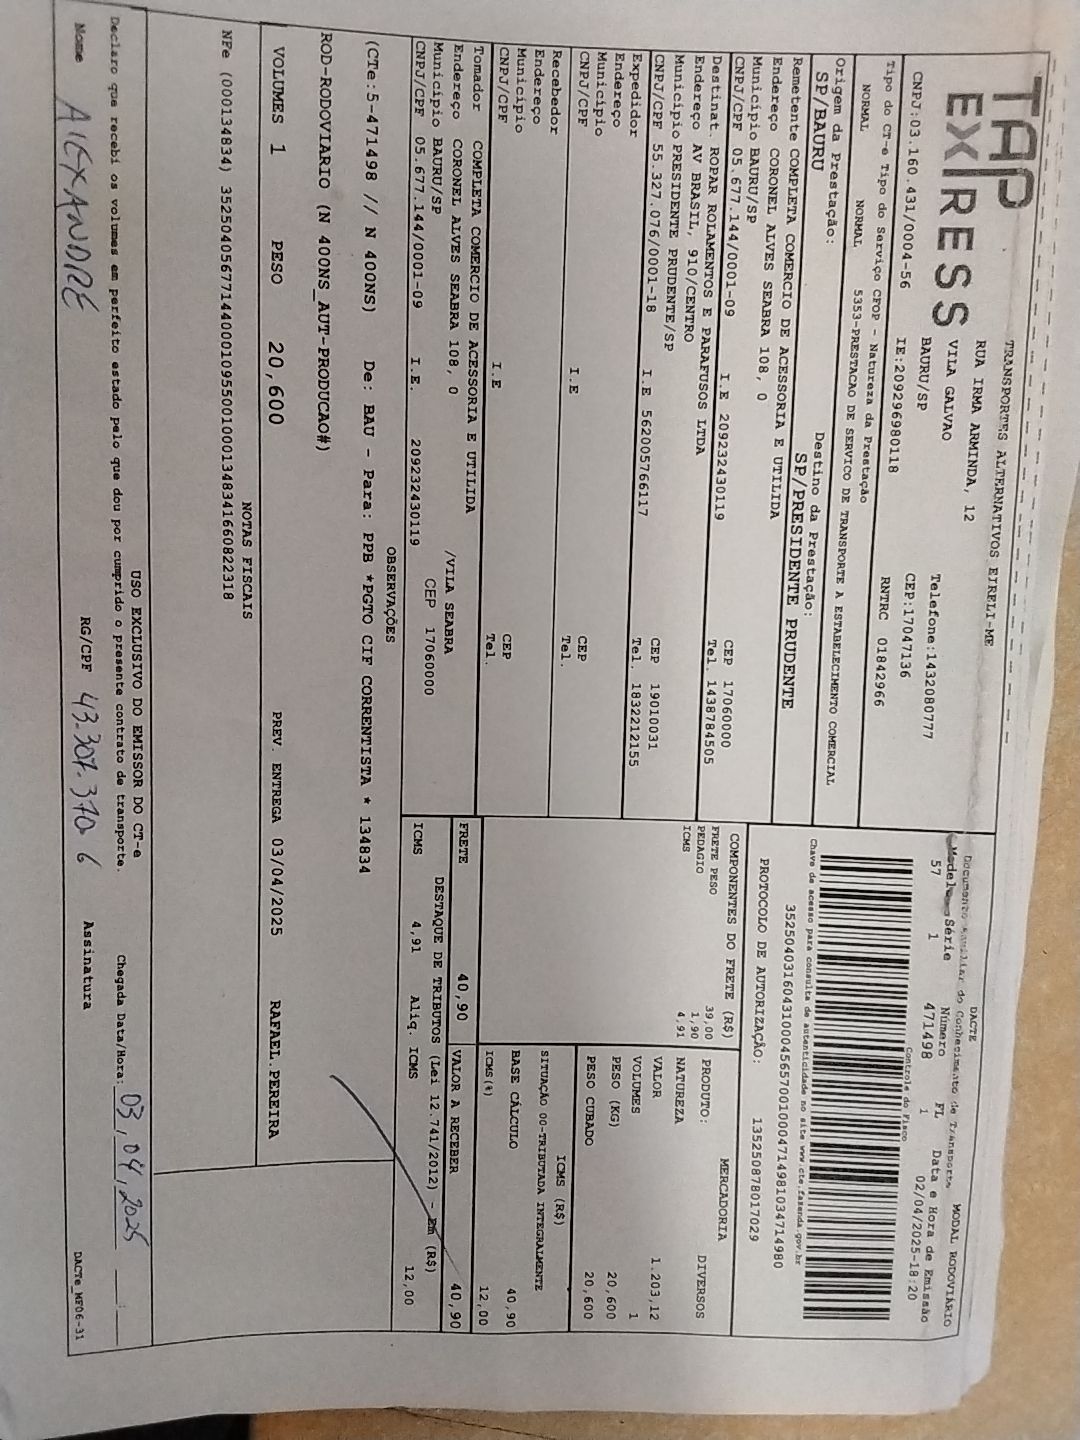 TAP
EXPRESS
TRANSPORTES ALTERNATIVOS EIRELI-ME
RUA IRMA ARMINDA, 12
VILA GALVAO
BAURU/SP
Telefone:1432080777
CEP:17047136
CNPJ:03.160.431/0004-56 IE:209296980118 RNTRC 01842966
DACTE MODAL RODOVIÁRIO
Documento Auxiliar do Conhecimento de Transporte
Modelo Série Número FL Data e Hora de Emissão
57 1 471498 1 02/04/2025-18:20
Controle do Fisco
Tipo do CT-e Tipo do Serviço CFOP - Natureza da Prestação
NORMAL NORMAL 5353-PRESTACAO DE SERVICO DE TRANSPORTE A ESTABELECIMENTO COMERCIAL
Origem da Prestação: Destino da Prestação:
SP/BAURU SP/PRESIDENTE PRUDENTE
Chave de acesso para consulta de autenticidade no site www.cte.fazenda.gov.br
35250403160431000456570010004714981034714980
PROTOCOLO DE AUTORIZAÇÃO: 135250878017029
Remetente COMPLETA COMERCIO DE ACESSORIA E UTILIDA
Endereço CORONEL ALVES SEABRA 108, 0
Município BAURU/SP CEP 17060000
CNPJ/CPF 05.677.144/0001-09 I.E 209232430119 Tel. 1438784505
Destinat. ROPAR ROLAMENTOS E PARAFUSOS LTDA
Endereço AV BRASIL, 910/CENTRO
Município PRESIDENTE PRUDENTE/SP CEP 19010031
CNPJ/CPF 55.327.076/0001-18 I.E 562005766117 Tel. 1832212155
Expedidor
Endereço
Município CEP
CNPJ/CPF I.E Tel.
Recebedor
Endereço
Município CEP
CNPJ/CPF I.E Tel.
Tomador COMPLETA COMERCIO DE ACESSORIA E UTILIDA
Endereço CORONEL ALVES SEABRA 108, 0 /VILA SEABRA
Município BAURU/SP CEP 17060000
CNPJ/CPF 05.677.144/0001-09 I.E. 209232430119
COMPONENTES DO FRETE (R$)
FRETE PESO 39,00
PEDAGIO 1,90
ICMS 4,91
PRODUTO: MERCADORIA
NATUREZA DIVERSOS
VALOR 1.203,12
VOLUMES 1
PESO (KG) 20,600
PESO CUBADO 20,600
ICMS (R$)
SITUAÇÃO 00-TRIBUTADA INTEGRALMENTE
BASE CÁLCULO 40,90
ICMS(%) 12,00
FRETE 40,90 VALOR A RECEBER 40,90
DESTAQUE DE TRIBUTOS (Lei 12.741/2012) - Em (R$)
ICMS 4,91 Aliq. ICMS 12,00
OBSERVAÇÕES
(CTe:5-471498 // N 400NS) De: BAU - Para: PPB *PGTO CIF CORRENTISTA * 134834
ROD-RODOVIARIO (N 400NS_AUT-PRODUCAO#)
VOLUMES 1 PESO 20,600 PREV. ENTREGA 03/04/2025 RAFAEL.PEREIRA
NOTAS FISCAIS
NFe (000134834) 35250405677144000109550010001348341660822318
USO EXCLUSIVO DO EMISSOR DO CT-e
Declaro que recebi os volumes em perfeito estado pelo que dou por cumprido o presente contrato de transporte. Chegada Data/Hora: 03/04/2025 __:__
Nome AlEXANDRE RG/CPF 43.307.370-6 Assinatura DACTe_MF06-31